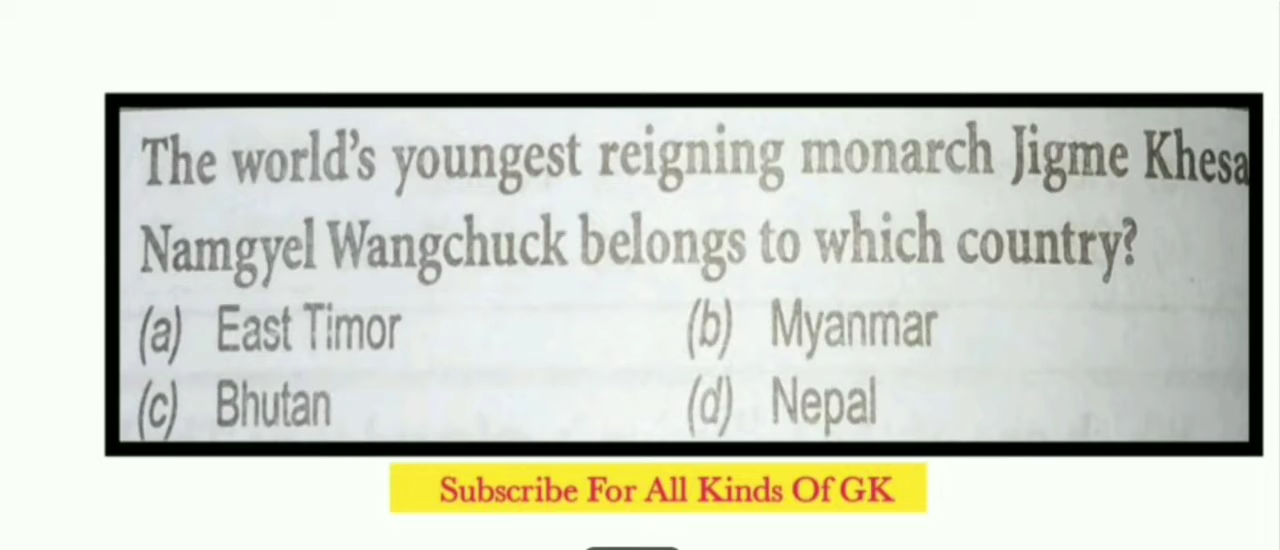 The world's youngest reigning monarch Jigme Khesa
Namgyel Wangchuck belongs to which country?
(a) East Timor (b) Myanmar
(c) Bhutan (d) Nepal
Subscribe For All Kinds Of GK